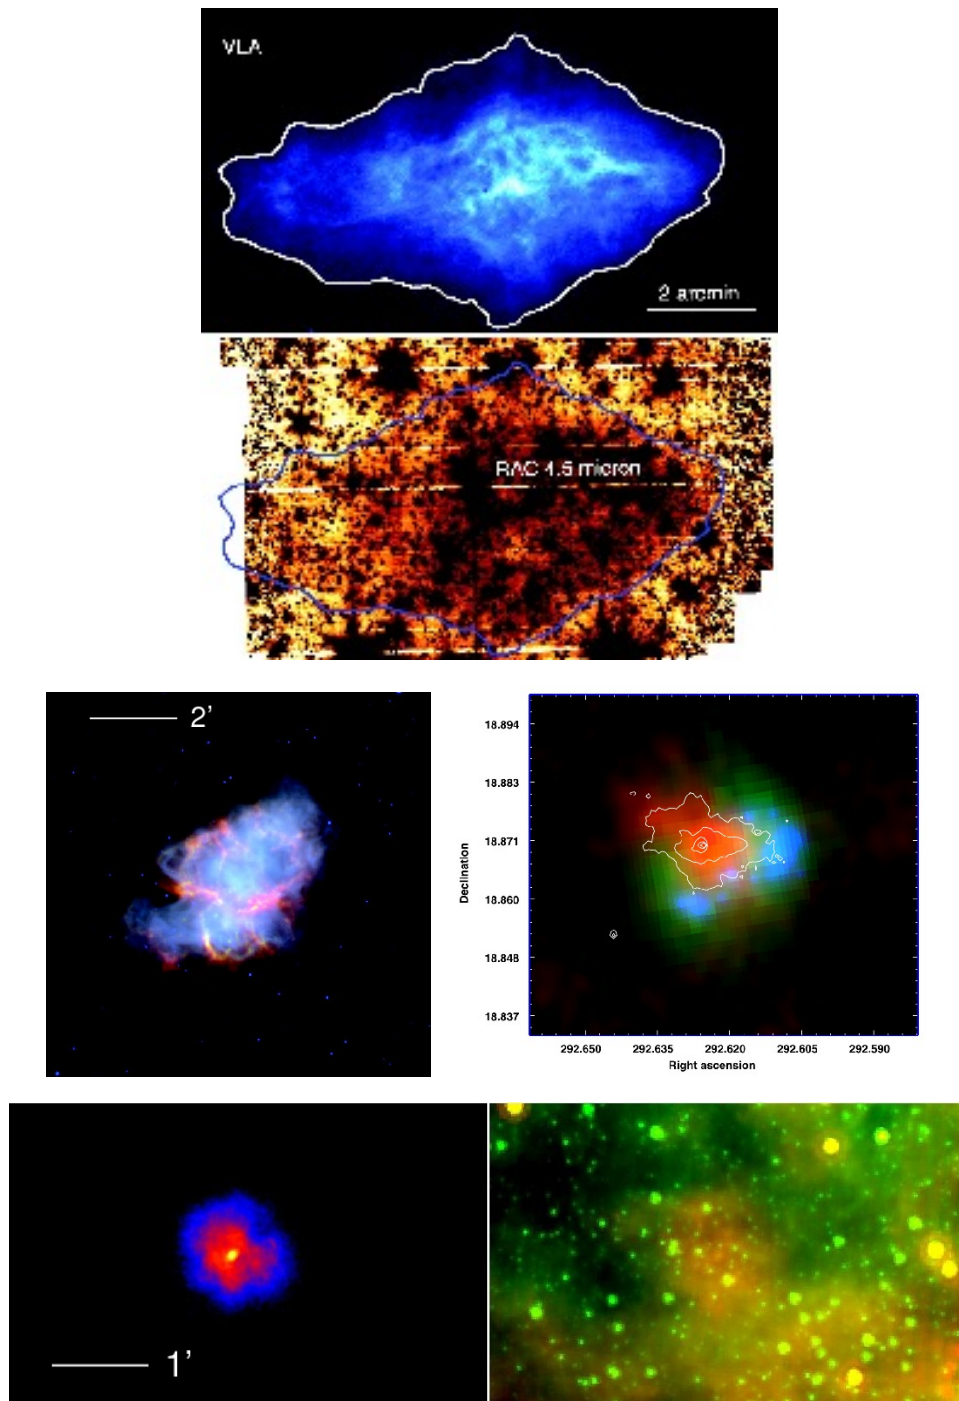 VLA
2 arcmin
RAC 4.5 micron
2’
18.894
18.883
18.871
18.860
18.848
18.837
Declination
292.650 292.635 292.620 292.605 292.590
Right ascension
1’